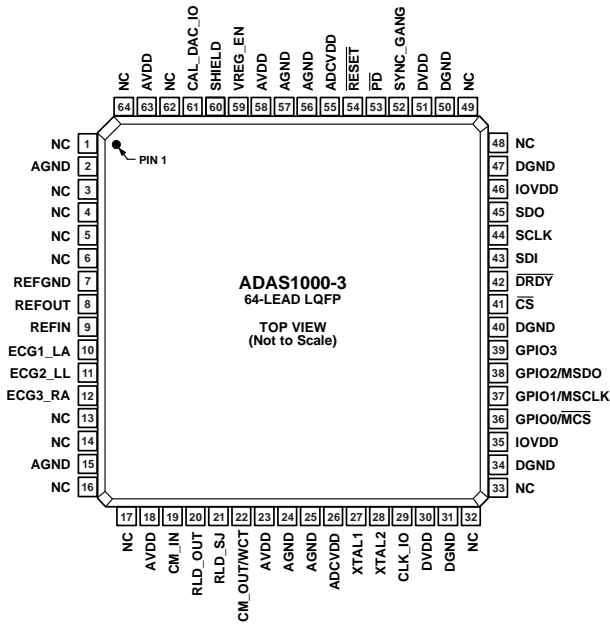 NC
AVDD
NC
CAL_DAC_IO
SHIELD
VREG_EN
AVDD
AGND
AGND
ADCVDD
RESET
PD
SYNC_GANG
DVDD
DGND
NC
64 63 62 61 60 59 58 57 56 55 54 53 52 51 50 49
PIN 1
NC 1
AGND 2
NC 3
NC 4
NC 5
NC 6
REFGND 7
REFOUT 8
REFIN 9
ECG1_LA 10
ECG2_LL 11
ECG3_RA 12
NC 13
NC 14
AGND 15
NC 16
ADAS1000-3
64-LEAD LQFP
TOP VIEW
(Not to Scale)
48 NC
47 DGND
46 IOVDD
45 SDO
44 SCLK
43 SDI
42 DRDY
41 CS
40 DGND
39 GPIO3
38 GPIO2/MSDO
37 GPIO1/MSCLK
36 GPIO0/MCS
35 IOVDD
34 DGND
33 NC
17 18 19 20 21 22 23 24 25 26 27 28 29 30 31 32
NC
AVDD
CM_IN
RLD_OUT
RLD_SJ
CM_OUT/WCT
AVDD
AGND
AGND
ADCVDD
XTAL1
XTAL2
CLK_IO
DVDD
DGND
NC